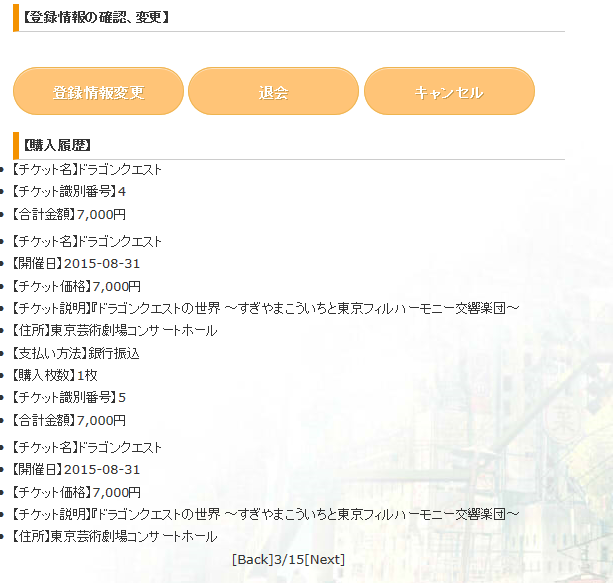 【登録情報の確認、変更】
登録情報変更 退会 キャンセル
【購入履歴】
【チケット名】ドラゴンクエスト
【チケット識別番号】4
【合計金額】7,000円
【チケット名】ドラゴンクエスト
【開催日】2015-08-31
【チケット価格】7,000円
【チケット説明】『ドラゴンクエストの世界 ～すぎやまこういちと東京フィルハーモニー交響楽団～
【住所】東京芸術劇場コンサートホール
【支払い方法】銀行振込
【購入枚数】1枚
【チケット識別番号】5
【合計金額】7,000円
【チケット名】ドラゴンクエスト
【開催日】2015-08-31
【チケット価格】7,000円
【チケット説明】『ドラゴンクエストの世界 ～すぎやまこういちと東京フィルハーモニー交響楽団～
【住所】東京芸術劇場コンサートホール
[Back]3/15[Next]